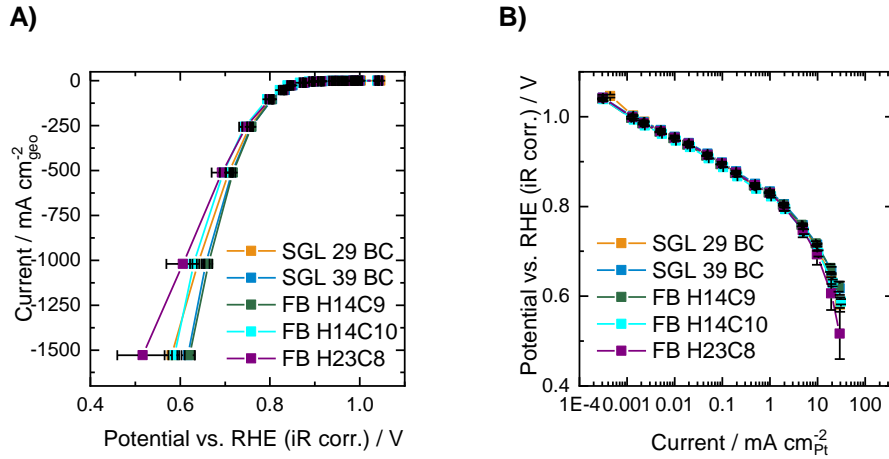 A)
0
-250
-500
-750
-1000
-1250
-1500
Current / mA cm⁻²geo
SGL 29 BC
SGL 39 BC
FB H14C9
FB H14C10
FB H23C8
0.4
0.6
0.8
1.0
Potential vs. RHE (iR corr.) / V
B)
1.0
0.8
0.6
0.4
Potential vs. RHE (iR corr.) / V
SGL 29 BC
SGL 39 BC
FB H14C9
FB H14C10
FB H23C8
1E-4
0.001
0.01
0.1
1
10
100
Current / mA cm⁻²Pt